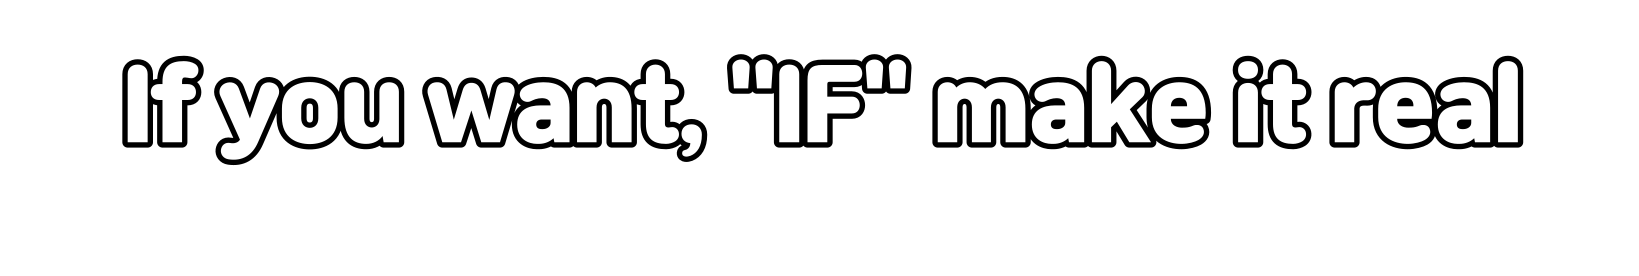 If you want, "IF" make it real